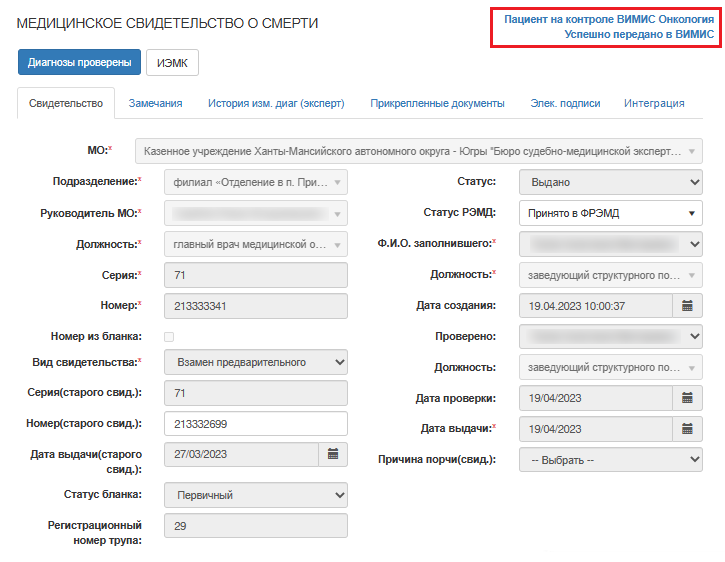 МЕДИЦИНСКОЕ СВИДЕТЕЛЬСТВО О СМЕРТИ
Пациент на контроле ВИМИС Онкология
Успешно передано в ВИМИС
Диагнозы проверены
ИЭМК
Свидетельство
Замечания
История изм. диаг (эксперт)
Прикрепленные документы
Элек. подписи
Интеграция
МО:* Казенное учреждение Ханты-Мансийского автономного округа - Югры "Бюро судебно-медицинской эксперт...
Подразделение:* филиал «Отделение в п. При...
Руководитель МО:*
Должность:* главный врач медицинской о...
Серия:* 71
Номер:* 213333341
Номер из бланка:
Вид свидетельства:* Взамен предварительного
Серия(старого свид.): 71
Номер(старого свид.): 213332699
Дата выдачи(старого
свид.): 27/03/2023
Статус бланка: Первичный
Регистрационный
номер трупа: 29
Статус: Выдано
Статус РЭМД: Принято в ФРЭМД
Ф.И.О. заполнившего:*
Должность:* заведующий структурного по...
Дата создания: 19.04.2023 10:00:37
Проверено:
Должность: заведующий структурного по...
Дата проверки: 19/04/2023
Дата выдачи:* 19/04/2023
Причина порчи(свид.): -- Выбрать --